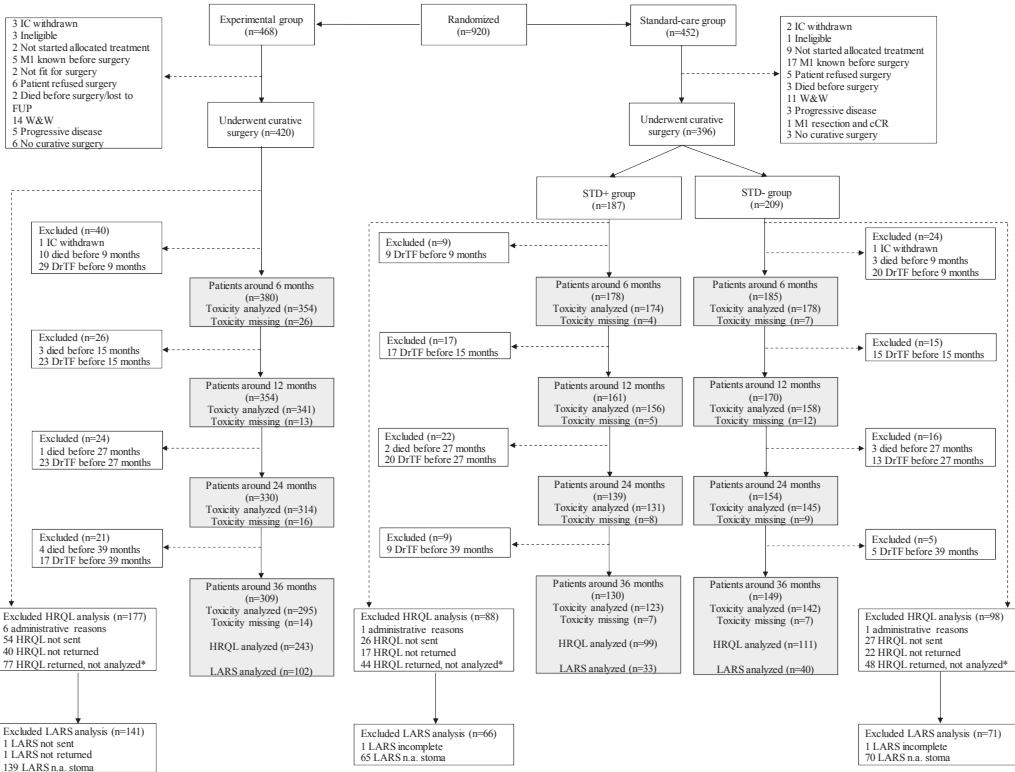 Randomized
(n=920)
Experimental group
(n=468)
Standard-care group
(n=452)
3 IC withdrawn
3 Ineligible
2 Not started allocated treatment
5 M1 known before surgery
2 Not fit for surgery
6 Patient refused surgery
2 Died before surgery/lost to
FUP
14 W&W
5 Progressive disease
6 No curative surgery
2 IC withdrawn
1 Ineligible
9 Not started allocated treatment
17 M1 known before surgery
5 Patient refused surgery
3 Died before surgery
11 W&W
3 Progressive disease
1 M1 resection and cCR
3 No curative surgery
Underwent curative
surgery (n=420)
Underwent curative
surgery (n=396)
STD+ group
(n=187)
STD- group
(n=209)
Excluded (n=40)
1 IC withdrawn
10 died before 9 months
29 DrTF before 9 months
Excluded (n=9)
9 DrTF before 9 months
Excluded (n=24)
1 IC withdrawn
3 died before 9 months
20 DrTF before 9 months
Patients around 6 months
(n=380)
Toxicity analyzed (n=354)
Toxicity missing (n=26)
Patients around 6 months
(n=178)
Toxicity analyzed (n=174)
Toxicity missing (n=4)
Patients around 6 months
(n=185)
Toxicity analyzed (n=178)
Toxicity missing (n=7)
Excluded (n=26)
3 died before 15 months
23 DrTF before 15 months
Excluded (n=17)
17 DrTF before 15 months
Excluded (n=15)
15 DrTF before 15 months
Patients around 12 months
(n=354)
Toxicty analyzed (n=341)
Toxicity missing (n=13)
Patients around 12 months
(n=161)
Toxicity analyzed (n=156)
Toxicity missing (n=5)
Patients around 12 months
(n=170)
Toxicity analyzed (n=158)
Toxicity missing (n=12)
Excluded (n=24)
1 died before 27 months
23 DrTF before 27 months
Excluded (n=22)
2 died before 27 months
20 DrTF before 27 months
Excluded (n=16)
3 died before 27 months
13 DrTF before 27 months
Patients around 24 months
(n=330)
Toxicity analyzed (n=314)
Toxicity missing (n=16)
Patients around 24 months
(n=139)
Toxicity analyzed (n=131)
Toxicity missing (n=8)
Patients around 24 months
(n=154)
Toxicity analyzed (n=145)
Toxicity missing (n=9)
Excluded (n=21)
4 died before 39 months
17 DrTF before 39 months
Excluded (n=9)
9 DrTF before 39 months
Excluded (n=5)
5 DrTF before 39 months
Patients around 36 months
(n=309)
Toxicity analyzed (n=295)
Toxicity missing (n=14)
HRQL analyzed (n=243)
LARS analyzed (n=102)
Patients around 36 months
(n=130)
Toxicity analyzed (n=123)
Toxicity missing (n=7)
HRQL analyzed (n=99)
LARS analyzed (n=33)
Patients around 36 months
(n=149)
Toxicity analyzed (n=142)
Toxicity missing (n=7)
HRQL analyzed (n=111)
LARS analyzed (n=40)
Excluded HRQL analysis (n=177)
6 administrative reasons
54 HRQL not sent
40 HRQL not returned
77 HRQL returned, not analyzed*
Excluded HRQL analysis (n=88)
1 administrative reasons
26 HRQL not sent
17 HRQL not returned
44 HRQL returned, not analyzed*
Excluded HRQL analysis (n=98)
1 administrative reasons
27 HRQL not sent
22 HRQL not returned
48 HRQL returned, not analyzed*
Excluded LARS analysis (n=141)
1 LARS not sent
1 LARS not returned
139 LARS n.a. stoma
Excluded LARS analysis (n=66)
1 LARS incomplete
65 LARS n.a. stoma
Excluded LARS analysis (n=71)
1 LARS incomplete
70 LARS n.a. stoma